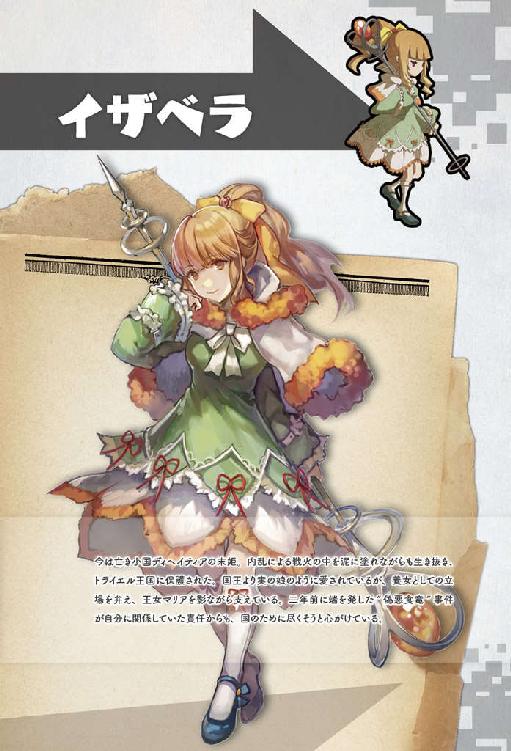 イザベラ
今は亡き小国ディヘイティアの末姫。内乱による戦火の中を泥に塗れながらも生き抜き、
トライエル王国に保護された。国王より実の娘のように愛されているが、養女としての立
場を弁え、王女マリアを影ながら支えている。二年前に端を発した“偽悪食竜”事件
が自分に関係していた責任からも、国のために尽くそうと心がけている。